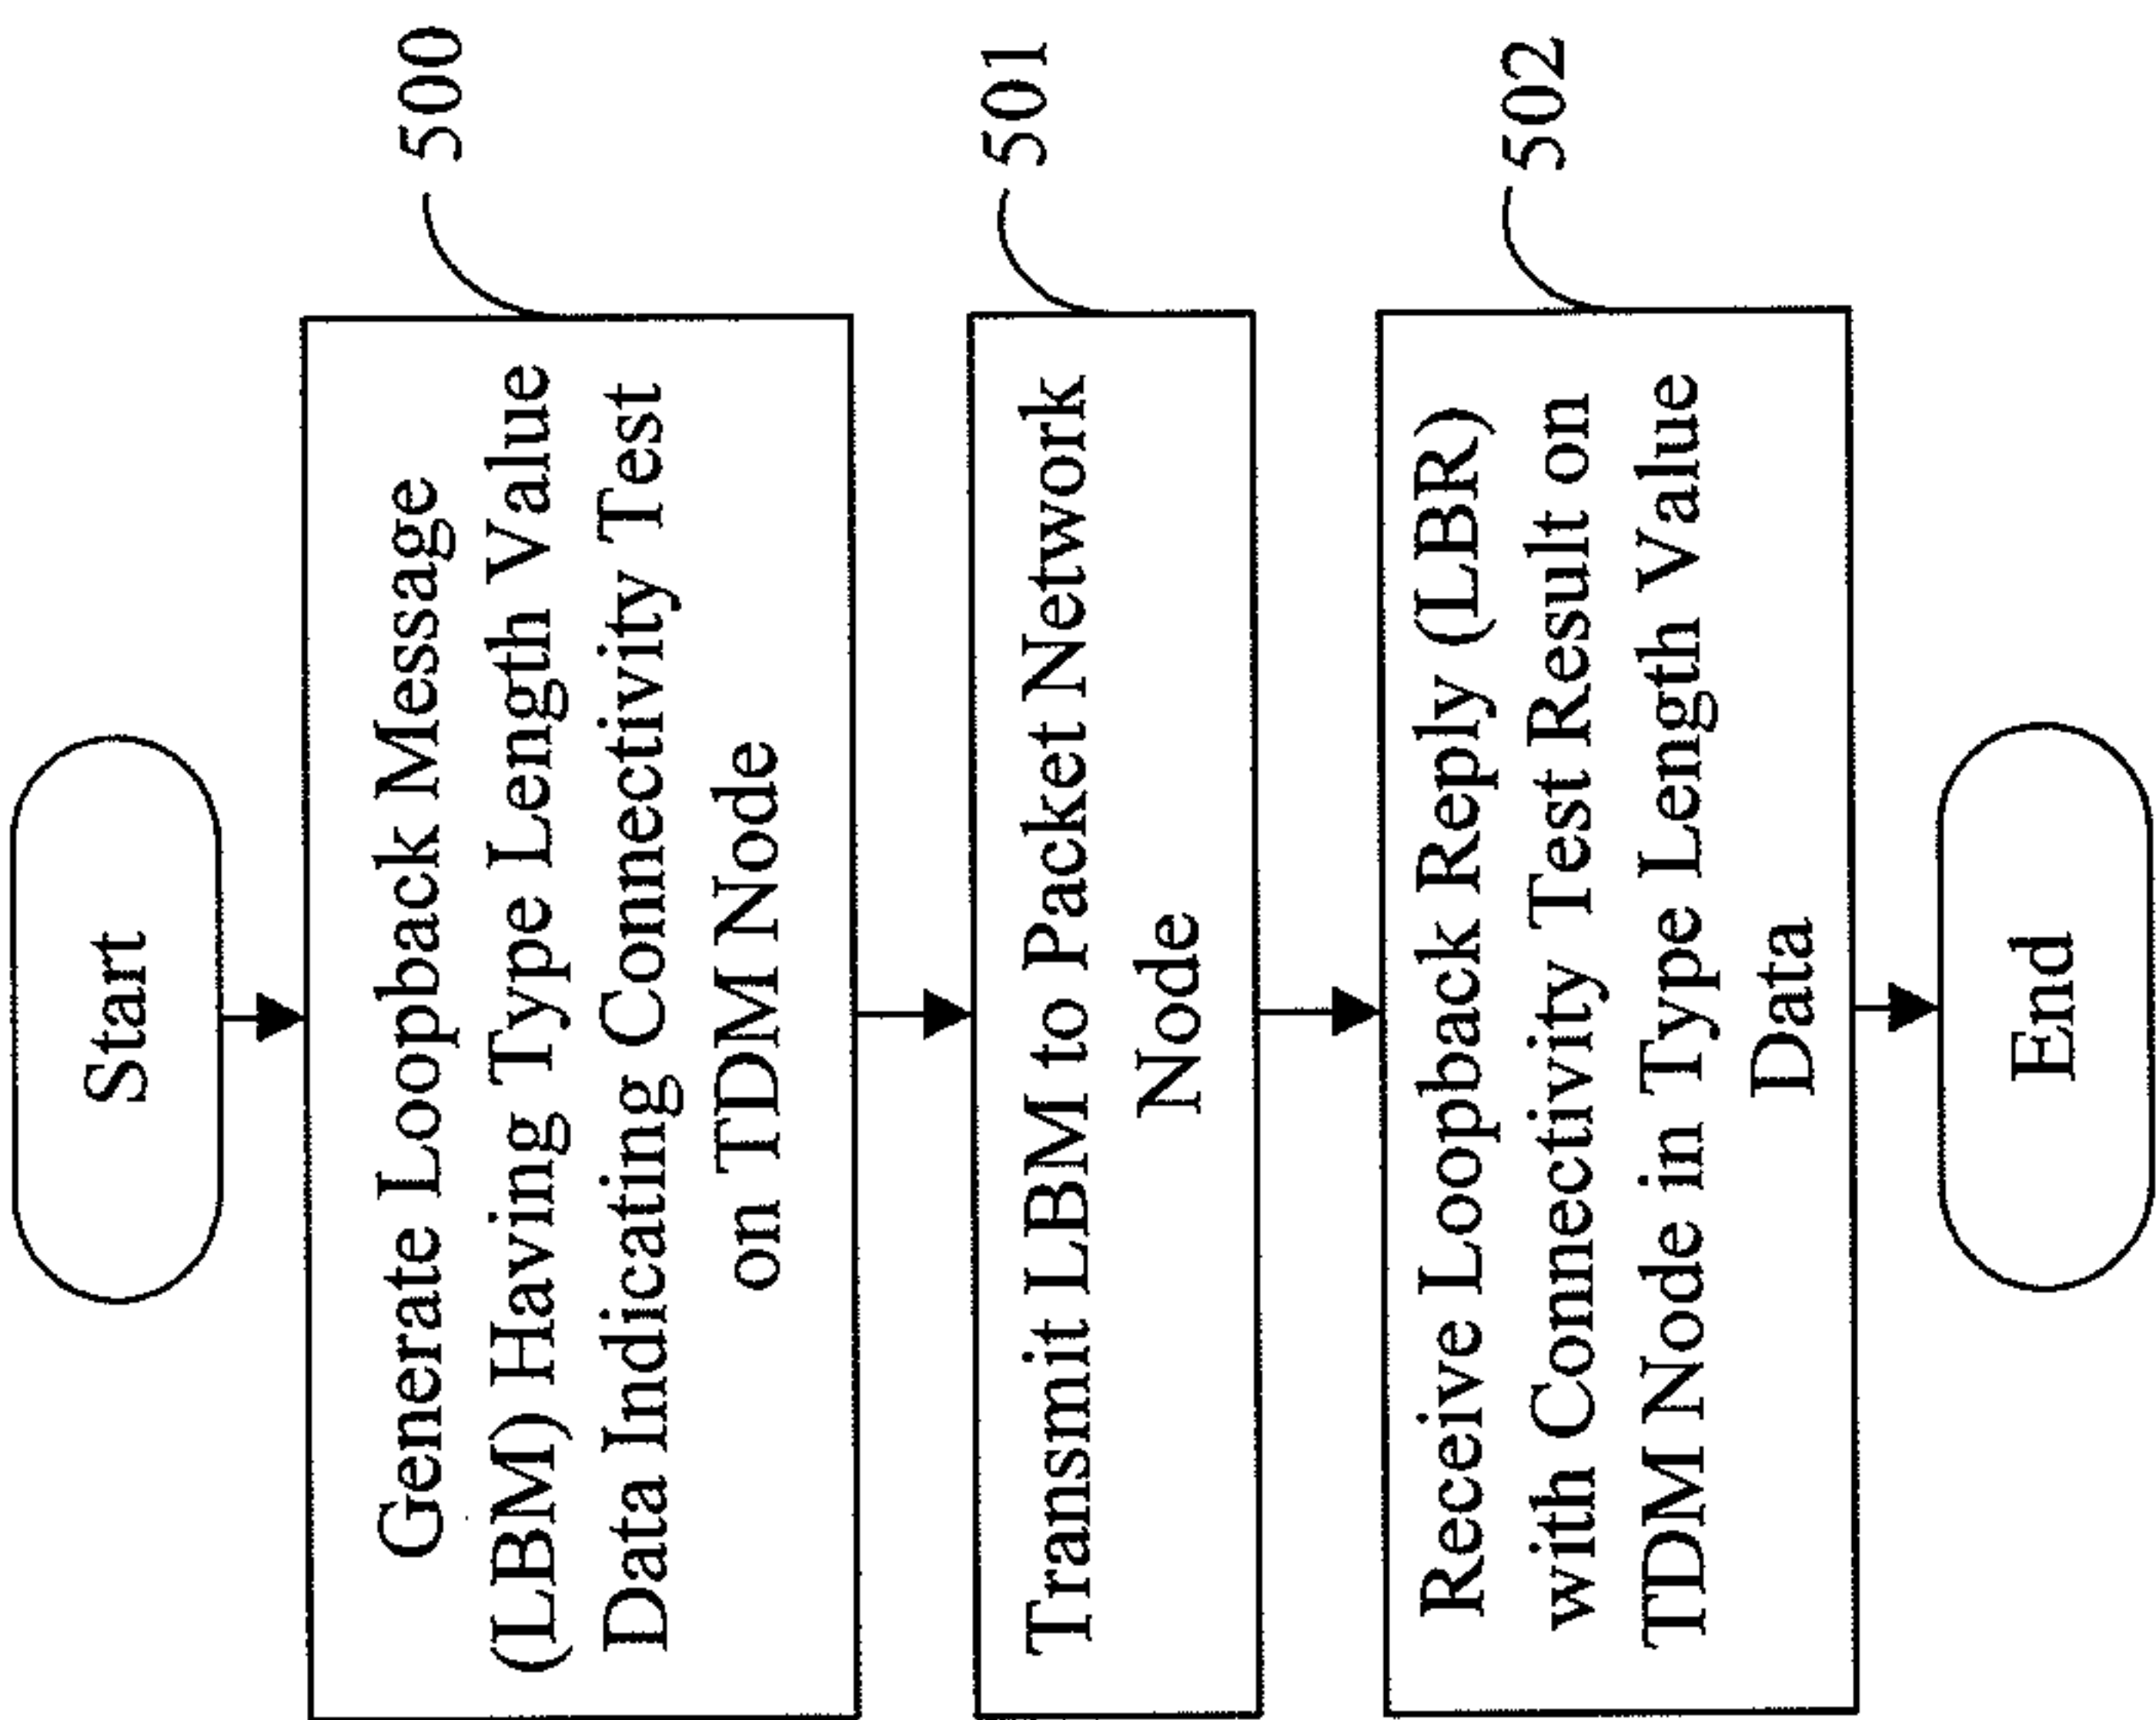 Start
Generate Loopback Message
(LBM) Having Type Length Value
Data Indicating Connectivity Test
on TDM Node
500
Transmit LBM to Packet Network
Node
501
Receive Loopback Reply (LBR)
with Connectivity Test Result on
TDM Node in Type Length Value
Data
502
End